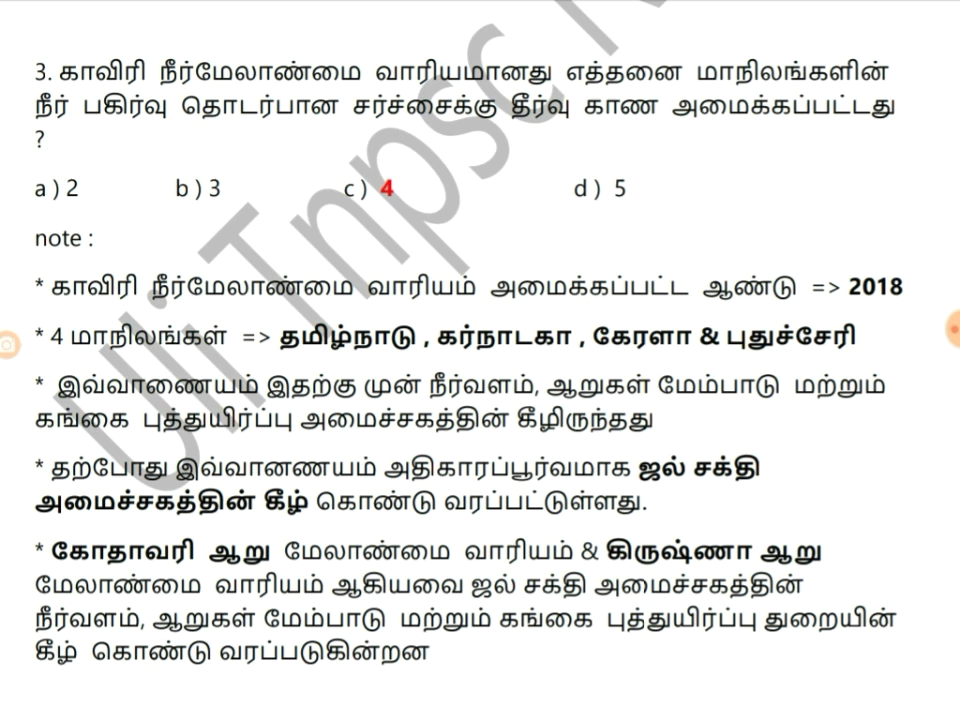 3. காவிரி நீர்மேலாண்மை வாரியமானது எத்தனை மாநிலங்களின்
நீர் பகிர்வு தொடர்பான சர்ச்சைக்கு தீர்வு காண அமைக்கப்பட்டது
?
a ) 2 b ) 3 c ) 4 d ) 5
note :
* காவிரி நீர்மேலாண்மை வாரியம் அமைக்கப்பட்ட ஆண்டு => 2018
* 4 மாநிலங்கள் => தமிழ்நாடு , கர்நாடகா , கேரளா & புதுச்சேரி
* இவ்வாணையம் இதற்கு முன் நீர்வளம், ஆறுகள் மேம்பாடு மற்றும்
கங்கை புத்துயிர்ப்பு அமைச்சகத்தின் கீழிருந்தது
* தற்போது இவ்வானணயம் அதிகாரப்பூர்வமாக ஜல் சக்தி
அமைச்சகத்தின் கீழ் கொண்டு வரப்பட்டுள்ளது.
* கோதாவரி ஆறு மேலாண்மை வாரியம் & கிருஷ்ணா ஆறு
மேலாண்மை வாரியம் ஆகியவை ஜல் சக்தி அமைச்சகத்தின்
நீர்வளம், ஆறுகள் மேம்பாடு மற்றும் கங்கை புத்துயிர்ப்பு துறையின்
கீழ் கொண்டு வரப்படுகின்றன